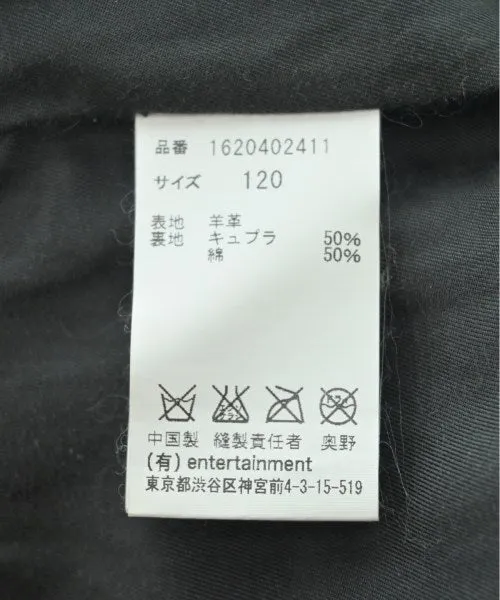 品番 1620402411
サイズ 120
表地 羊革
裏地 キュプラ 50%
綿 50%
中国製 縫製責任者 奥野
(有) entertainment
東京都渋谷区神宮前4-3-15-519